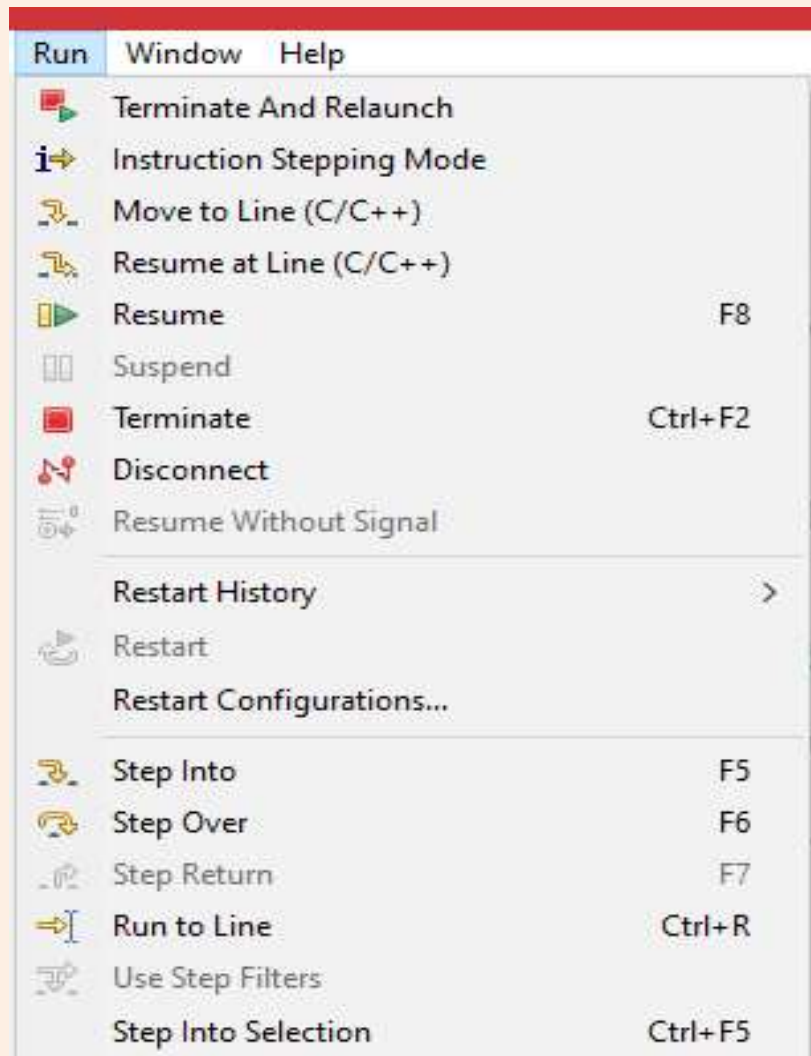 Run Window Help
Terminate And Relaunch
Instruction Stepping Mode
Move to Line (C/C++)
Resume at Line (C/C++)
Resume F8
Suspend
Terminate Ctrl+F2
Disconnect
Resume Without Signal
Restart History >
Restart
Restart Configurations...
Step Into F5
Step Over F6
Step Return F7
Run to Line Ctrl+R
Use Step Filters
Step Into Selection Ctrl+F5